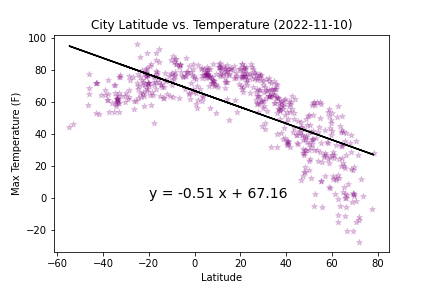 City Latitude vs. Temperature (2022-11-10)
100
80
60
40
20
0
−20
Max Temperature (F)
y = -0.51 x + 67.16
−60 −40 −20 0 20 40 60 80
Latitude